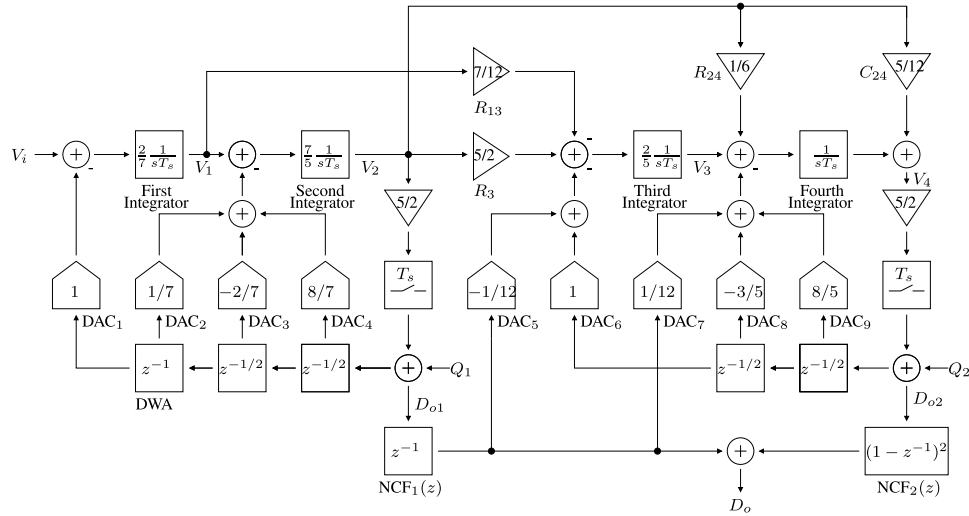 1/6
5/12
R₂₄
C₂₄
7/12
R₁₃
Vᵢ
+
-
2/7 1/(sTₛ)
V₁
+
-
7/5 1/(sTₛ)
V₂
5/2
R₃
-
+
-
2/5 1/(sTₛ)
V₃
+
-
1/(sTₛ)
+
V₄
First
Integrator
Second
Integrator
Third
Integrator
Fourth
Integrator
+
5/2
+
+
5/2
1
1/7
−2/7
8/7
Tₛ
−1/12
1
1/12
−3/5
8/5
Tₛ
DAC₁
DAC₂
DAC₃
DAC₄
DAC₅
DAC₆
DAC₇
DAC₈
DAC₉
z⁻¹
z⁻¹/²
z⁻¹/²
+
Q₁
z⁻¹/²
z⁻¹/²
+
Q₂
DWA
Dₒ₁
Dₒ₂
z⁻¹
+
(1 − z⁻¹)²
NCF₁(z)
NCF₂(z)
Dₒ